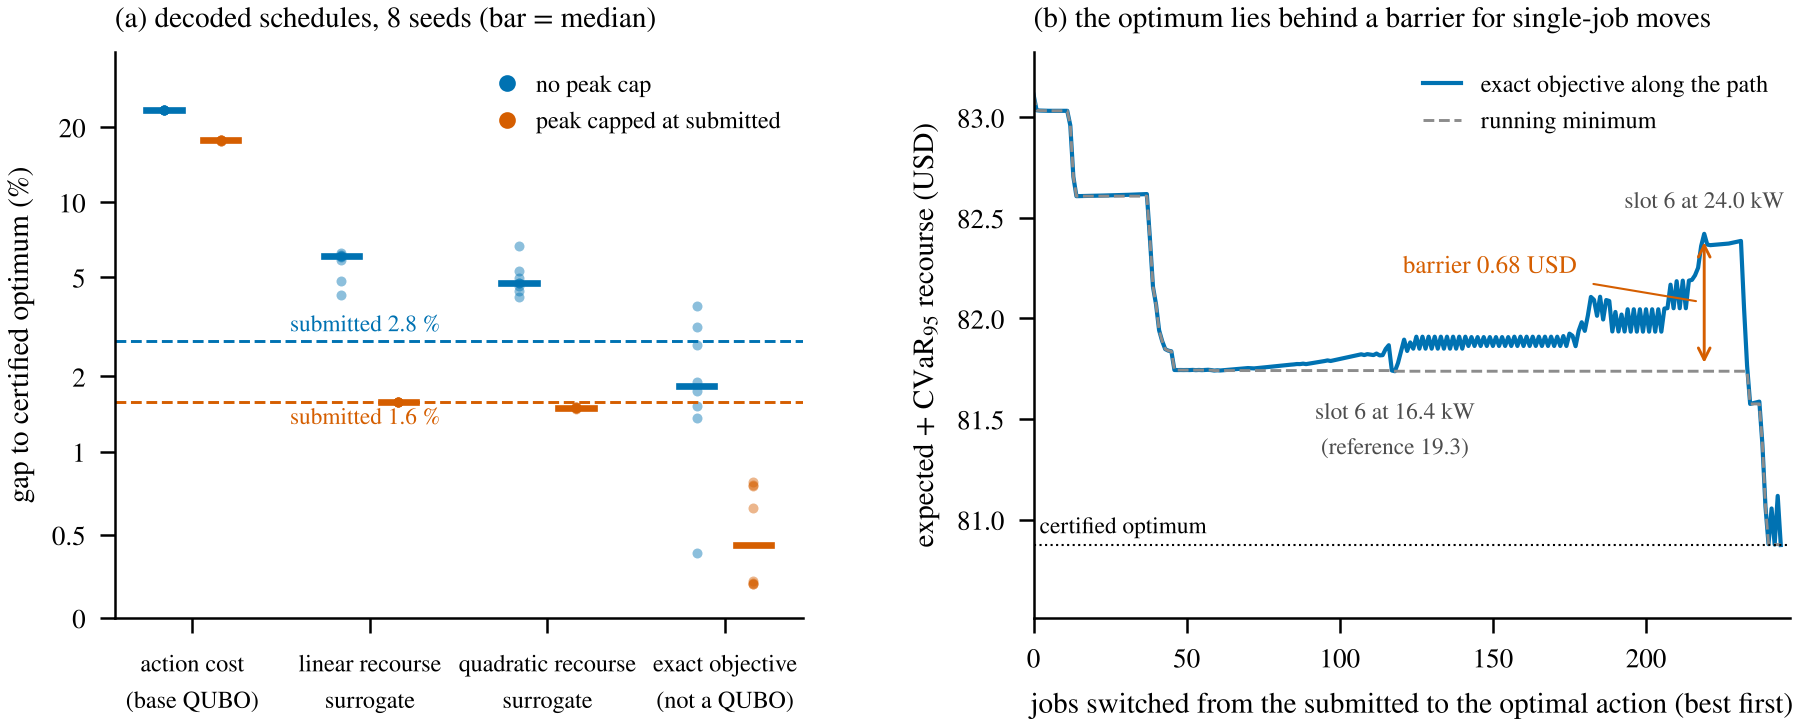 (a) decoded schedules, 8 seeds (bar = median)
no peak cap
peak capped at submitted
gap to certified optimum (%)
20
10
5
2
1
0.5
0
submitted 2.8 %
submitted 1.6 %
action cost
(base QUBO)
linear recourse
surrogate
quadratic recourse
surrogate
exact objective
(not a QUBO)
(b) the optimum lies behind a barrier for single-job moves
exact objective along the path
running minimum
expected + CVaR95 recourse (USD)
83.0
82.5
82.0
81.5
81.0
slot 6 at 24.0 kW
barrier 0.68 USD
slot 6 at 16.4 kW
(reference 19.3)
certified optimum
0
50
100
150
200
jobs switched from the submitted to the optimal action (best first)